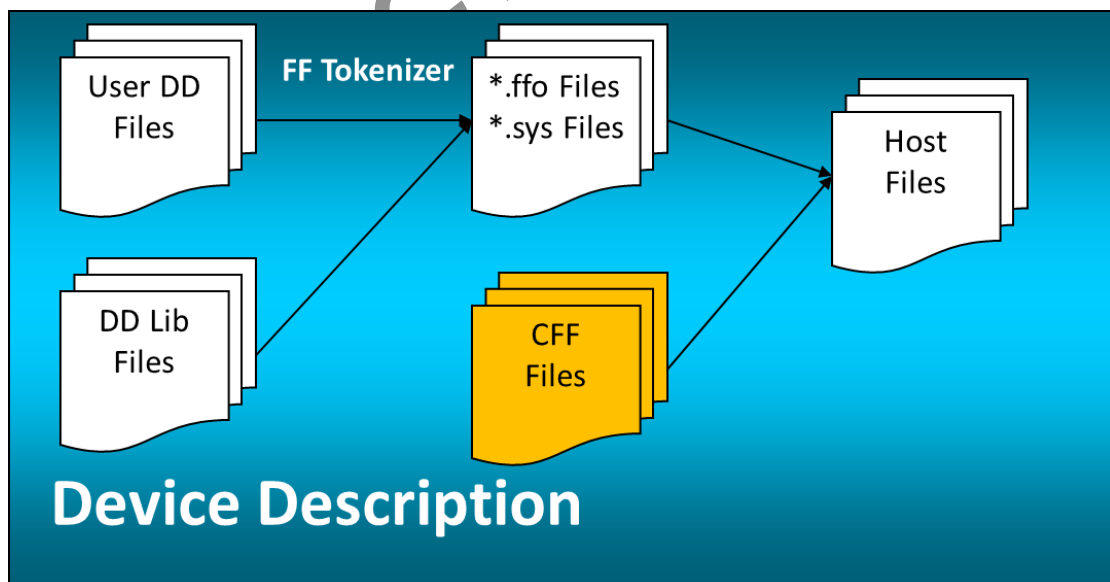 User DD
Files
FF Tokenizer
*.ffo Files
*.sys Files
Host
Files
DD Lib
Files
CFF
Files
Device Description